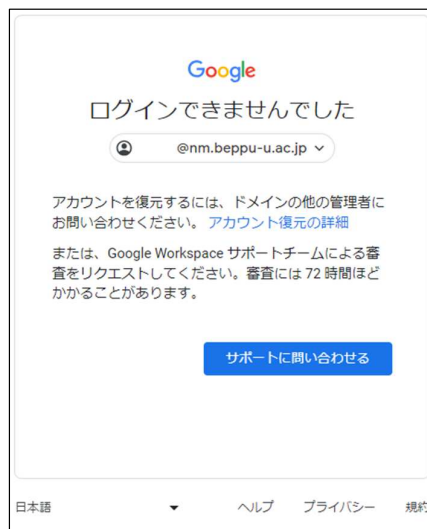 Google
ログインできませんでした
@nm.beppu-u.ac.jp
アカウントを復元するには、ドメインの他の管理者に
お問い合わせください。 アカウント復元の詳細
または、Google Workspace サポートチームによる審
査をリクエストしてください。審査には 72 時間ほど
かかることがあります。
サポートに問い合わせる
日本語 ヘルプ プライバシー 規約